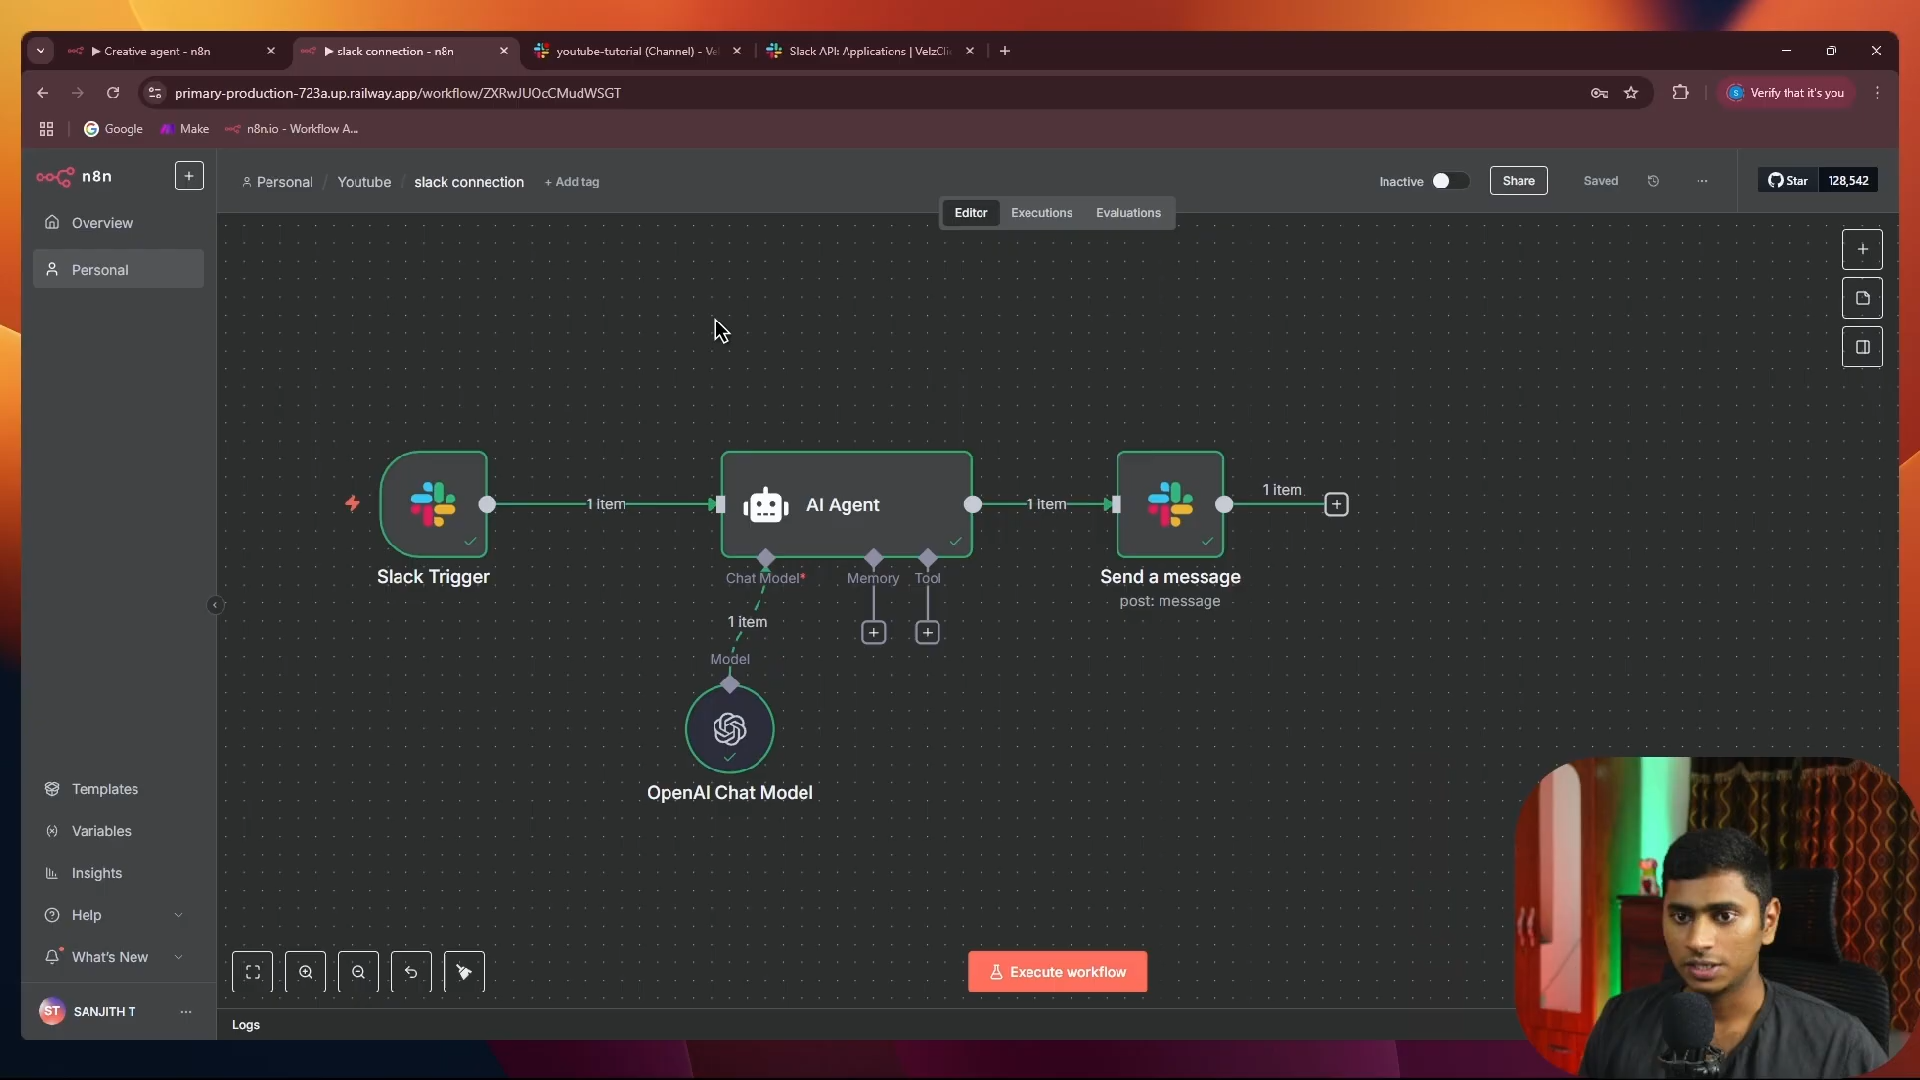 Creative agent - n8n
slack connection - n8n
youtube-tutorial (Channel) - Vel
Slack API: Applications | VelzCli
primary-production-723a.up.railway.app/workflow/ZXRwJUOcCMudWSGT
Verify that it's you
Google
Make
n8n.io - Workflow A...
n8n
Personal / Youtube / slack connection
+ Add tag
Inactive
Share
Saved
Star
128,542
Editor
Executions
Evaluations
Overview
Personal
1 item
AI Agent
1 item
1 item
Slack Trigger
Chat Model*
Memory
Tool
Send a message
post: message
1 item
Model
OpenAI Chat Model
Templates
Variables
Insights
Help
What's New
Execute workflow
ST
SANJITH T
Logs